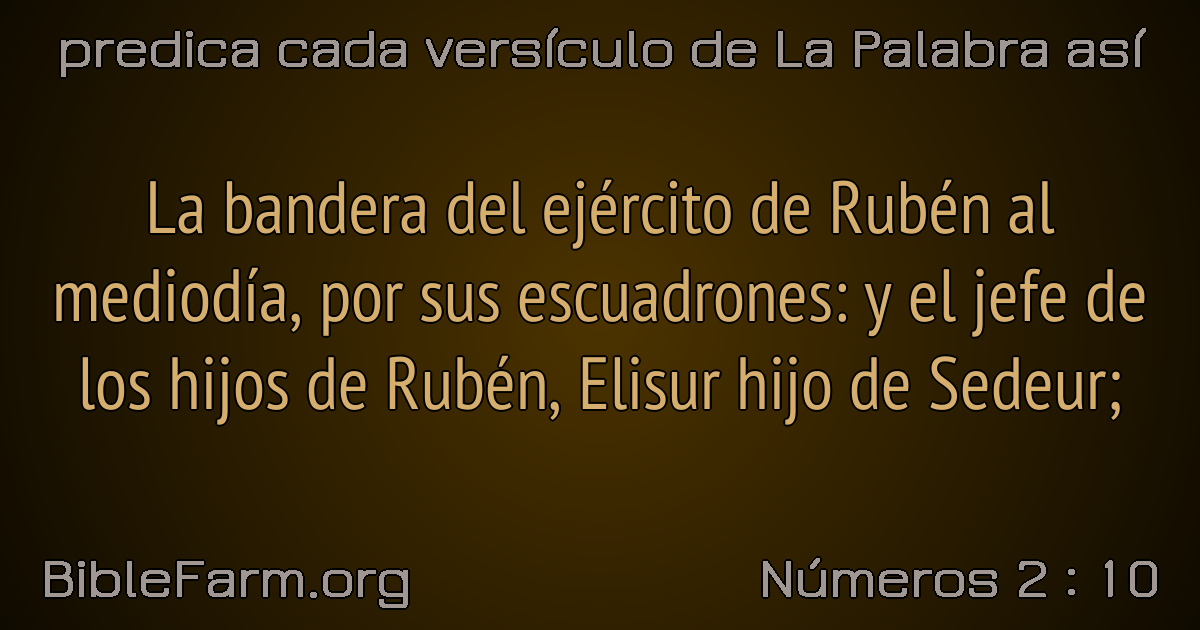 predica cada versículo de La Palabra así
La bandera del ejército de Rubén al
mediodía, por sus escuadrones: y el jefe de
los hijos de Rubén, Elisur hijo de Sedeur;
BibleFarm.org
Números 2 : 10